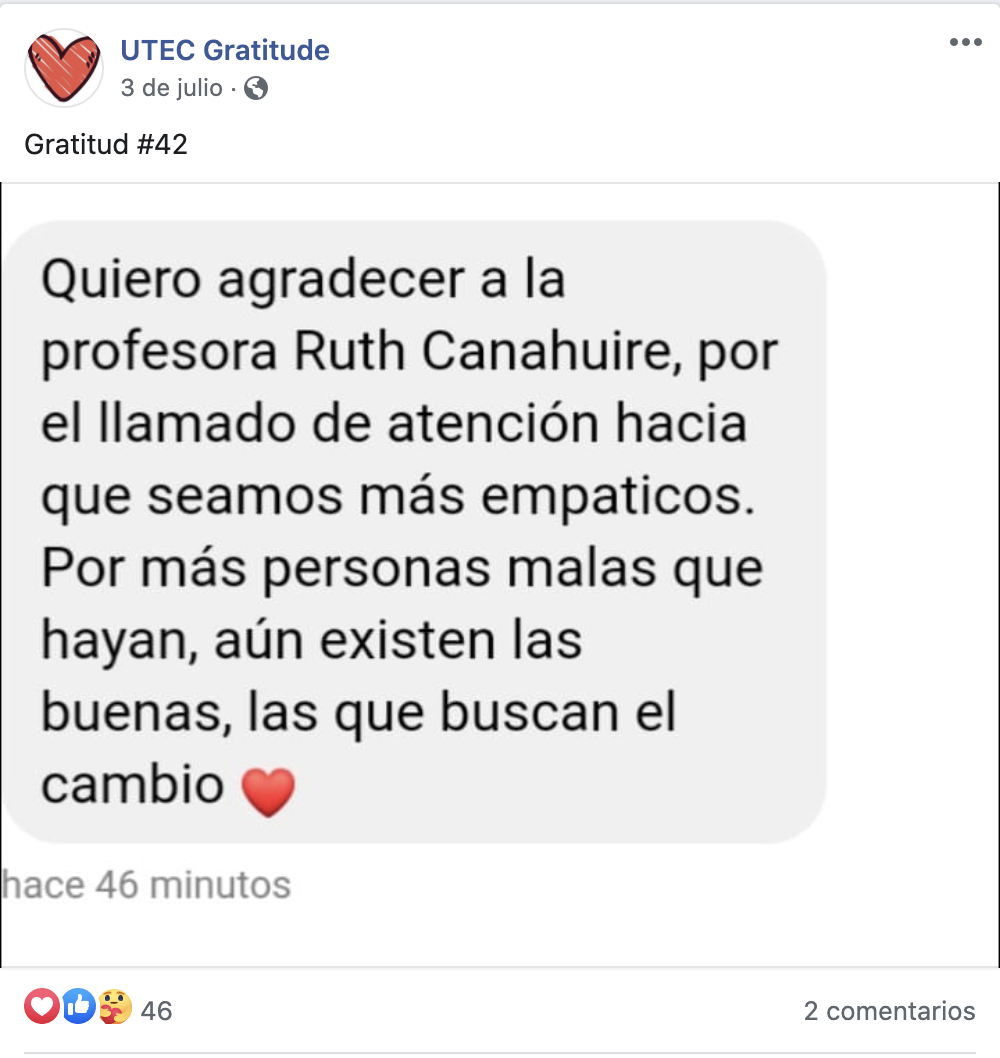 UTEC Gratitude
3 de julio ·
Gratitud #42
Quiero agradecer a la
profesora Ruth Canahuire, por
el llamado de atención hacia
que seamos más empaticos.
Por más personas malas que
hayan, aún existen las
buenas, las que buscan el
cambio ❤️
hace 46 minutos
46
2 comentarios